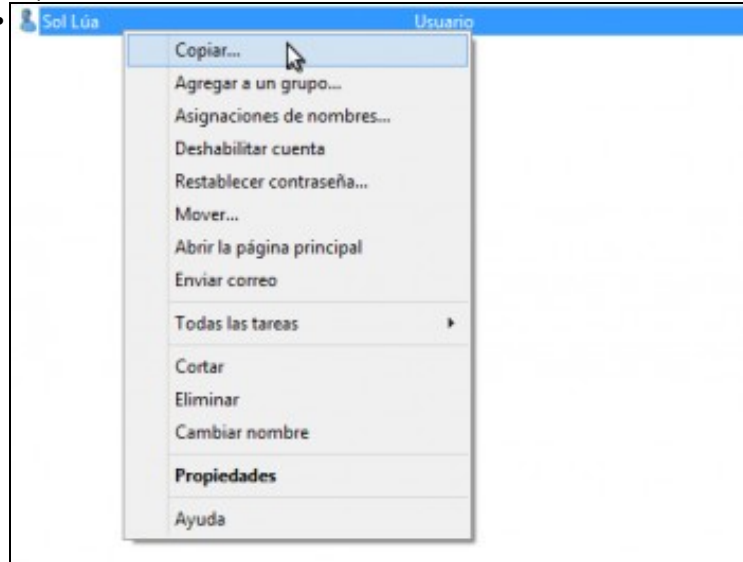 Sol Lúa Usuario
Copiar...
Agregar a un grupo...
Asignaciones de nombres...
Deshabilitar cuenta
Restablecer contraseña...
Mover...
Abrir la página principal
Enviar correo
Todas las tareas
Cortar
Eliminar
Cambiar nombre
Propiedades
Ayuda